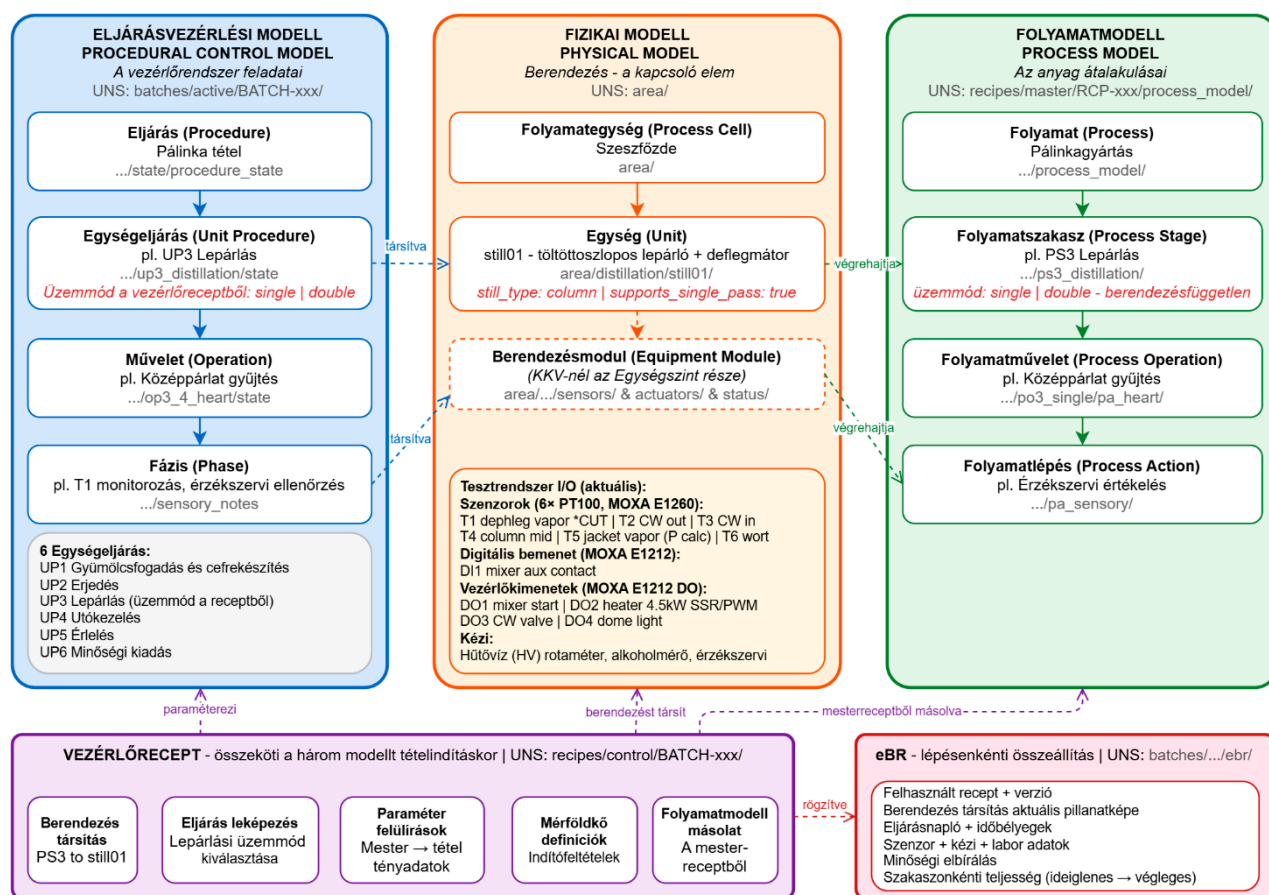 ELJÁRÁSVEZÉRLÉSI MODELL
PROCEDURAL CONTROL MODEL
A vezérlőrendszer feladatai
UNS: batches/active/BATCH-xxx/
Eljárás (Procedure)
Pálinka tétel
.../state/procedure_state
Egységeljárás (Unit Procedure)
pl. UP3 Lepárlás
.../up3_distillation/state
Üzemmód a vezérlőreceptből: single | double
Művelet (Operation)
pl. Középpárlat gyűjtés
.../op3_4_heart/state
Fázis (Phase)
pl. T1 monitorozás, érzékszervi ellenőrzés
.../sensory_notes
6 Egységeljárás:
UP1 Gyümölcsfogadás és cefrekészítés
UP2 Erjedés
UP3 Lepárlás (üzemmód a receptből)
UP4 Utókezelés
UP5 Érlelés
UP6 Minőségi kiadás
társítva
társítva
FIZIKAI MODELL
PHYSICAL MODEL
Berendezés - a kapcsoló elem
UNS: area/
Folyamategység (Process Cell)
Szeszfőzde
area/
Egység (Unit)
still01 - töltöttoszlopos lepárló + deflegmátor
area/distillation/still01/
still_type: column | supports_single_pass: true
Berendezésmodul (Equipment Module)
(KKV-nél az Egységszint része)
area/.../sensors/ & actuators/ & status/
Tesztrendszer I/O (aktuális):
Szenzorok (6× PT100, MOXA E1260):
T1 dephleg vapor *CUT | T2 CW out | T3 CW in
T4 column mid | T5 jacket vapor (P calc) | T6 wort
Digitális bemenet (MOXA E1212):
DI1 mixer aux contact
Vezérlőkimenetek (MOXA E1212 DO):
DO1 mixer start | DO2 heater 4.5kW SSR/PWM
DO3 CW valve | DO4 dome light
Kézi:
Hűtővíz (HV) rotaméter, alkoholmérő, érzékszervi
végrehajtja
végrehajtja
FOLYAMATMODELL
PROCESS MODEL
Az anyag átalakulásai
UNS: recipes/master/RCP-xxx/process_model/
Folyamat (Process)
Pálinkagyártás
.../process_model/
Folyamatszakasz (Process Stage)
pl. PS3 Lepárlás
.../ps3_distillation/
üzemmód: single | double - berendezésfüggetlen
Folyamatművelet (Process Operation)
pl. Középpárlat gyűjtés
.../po3_single/pa_heart/
Folyamatlépés (Process Action)
pl. Érzékszervi értékelés
.../pa_sensory/
paraméterezi
berendezést társít
mesterreceptből másolva
VEZÉRLŐRECEPT - összeköti a három modellt tételindításkor | UNS: recipes/control/BATCH-xxx/
Berendezés
társítás
PS3 to still01
Eljárás leképezés
Lepárlási üzemmód
kiválasztása
Paraméter
felülírások
Mester → tétel
tényadatok
Mérföldkő
definíciók
Indítófeltételek
Folyamatmodell
másolat
A mester-
receptből
rögzítve
eBR - lépésenkénti összeállítás | UNS: batches/.../ebr/
Felhasznált recept + verzió
Berendezés társítás aktuális pillanatképe
Eljárásnapló + időbélyegek
Szenzor + kézi + labor adatok
Minőségi elbírálás
Szakaszonkénti teljesség (ideiglenes → végleges)